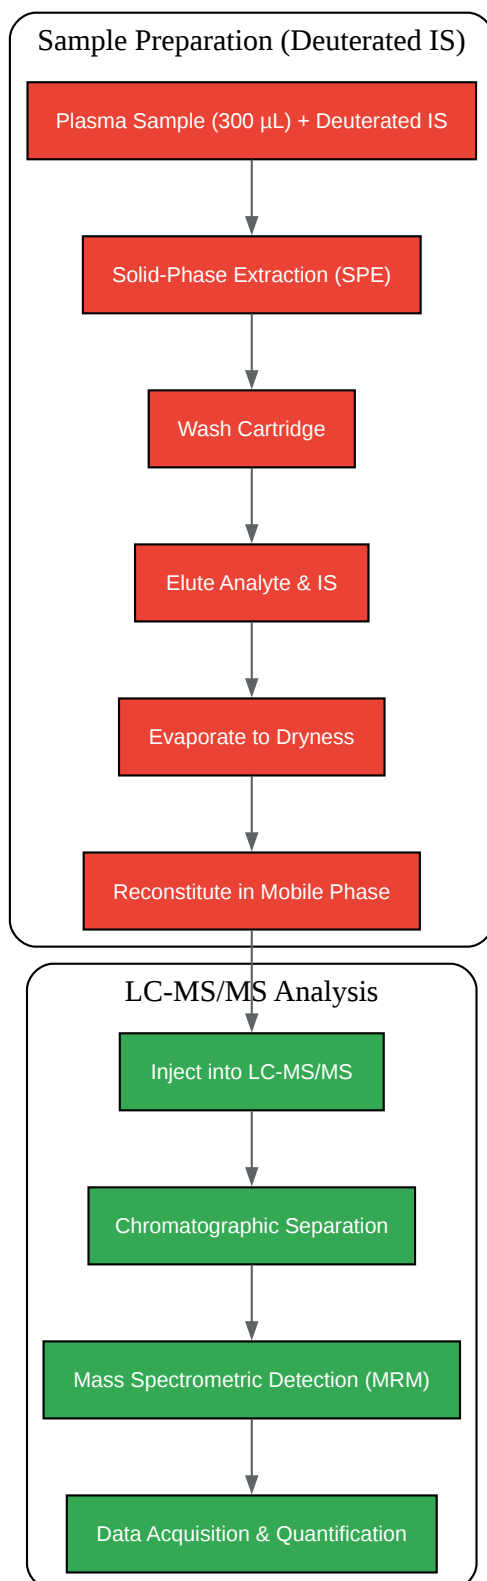 Sample Preparation (Deuterated IS)
Plasma Sample (300 µL) + Deuterated IS
Solid-Phase Extraction (SPE)
Wash Cartridge
Elute Analyte & IS
Evaporate to Dryness
Reconstitute in Mobile Phase
LC-MS/MS Analysis
Inject into LC-MS/MS
Chromatographic Separation
Mass Spectrometric Detection (MRM)
Data Acquisition & Quantification